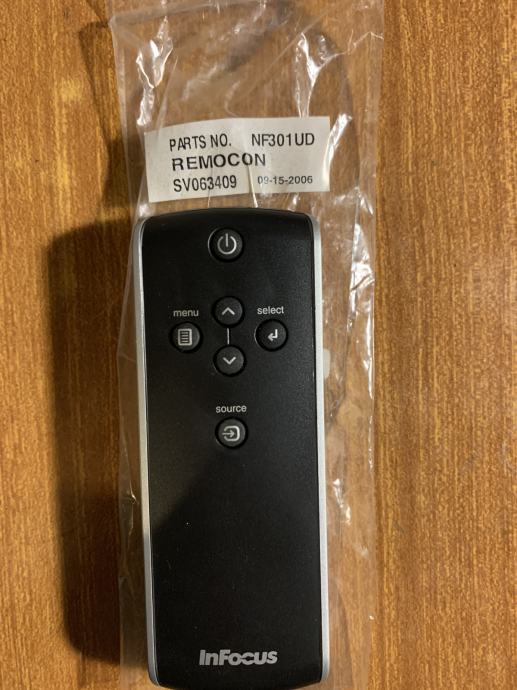 PARTS NO. NF301UD
REMOCON
SV063409 09-15-2006
menu
select
source
InFocus